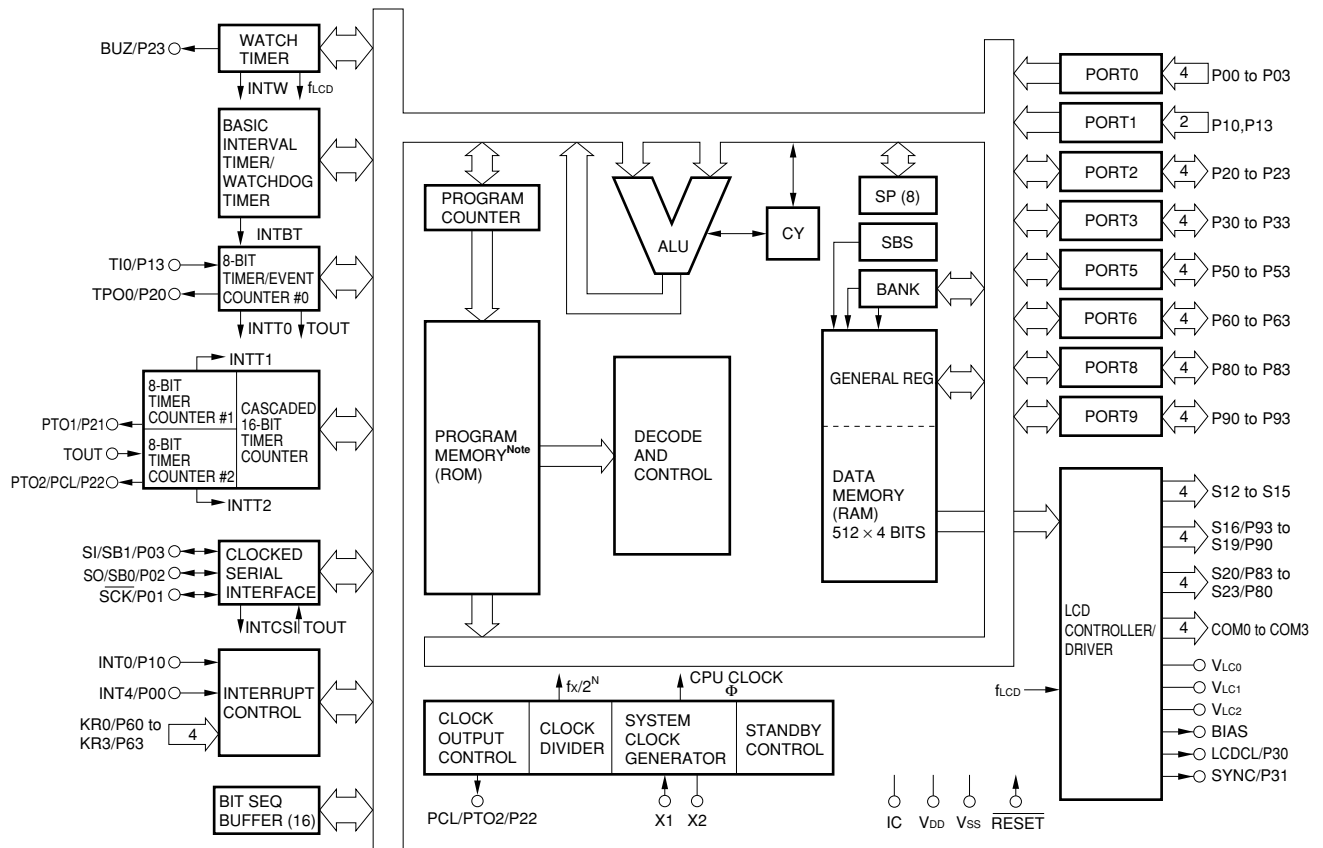 BUZ/P23
WATCH
TIMER
INTW
fLCD
BASIC
INTERVAL
TIMER/
WATCHDOG
TIMER
INTBT
TI0/P13
TPO0/P20
8-BIT
TIMER/EVENT
COUNTER #0
INTT0
TOUT
INTT1
8-BIT
TIMER
COUNTER #1
CASCADED
16-BIT
TIMER
COUNTER
8-BIT
TIMER
COUNTER #2
PTO1/P21
TOUT
PTO2/PCL/P22
INTT2
SI/SB1/P03
SO/SB0/P02
SCK/P01
CLOCKED
SERIAL
INTERFACE
INTCSI
TOUT
INT0/P10
INT4/P00
KR0/P60 to
KR3/P63
4
INTERRUPT
CONTROL
BIT SEQ
BUFFER (16)
PROGRAM
COUNTER
ALU
CY
SP (8)
SBS
BANK
PROGRAM
MEMORYNote
(ROM)
DECODE
AND
CONTROL
GENERAL REG
DATA
MEMORY
(RAM)
512 × 4 BITS
fx/2N
CPU CLOCK
Φ
CLOCK
OUTPUT
CONTROL
CLOCK
DIVIDER
SYSTEM
CLOCK
GENERATOR
STANDBY
CONTROL
PCL/PTO2/P22
X1
X2
IC
VDD
VSS
RESET
PORT0
4
P00 to P03
PORT1
2
P10,P13
PORT2
4
P20 to P23
PORT3
4
P30 to P33
PORT5
4
P50 to P53
PORT6
4
P60 to P63
PORT8
4
P80 to P83
PORT9
4
P90 to P93
LCD
CONTROLLER/
DRIVER
fLCD
4
S12 to S15
4
S16/P93 to
S19/P90
4
S20/P83 to
S23/P80
4
COM0 to COM3
VLC0
VLC1
VLC2
BIAS
LCDCL/P30
SYNC/P31